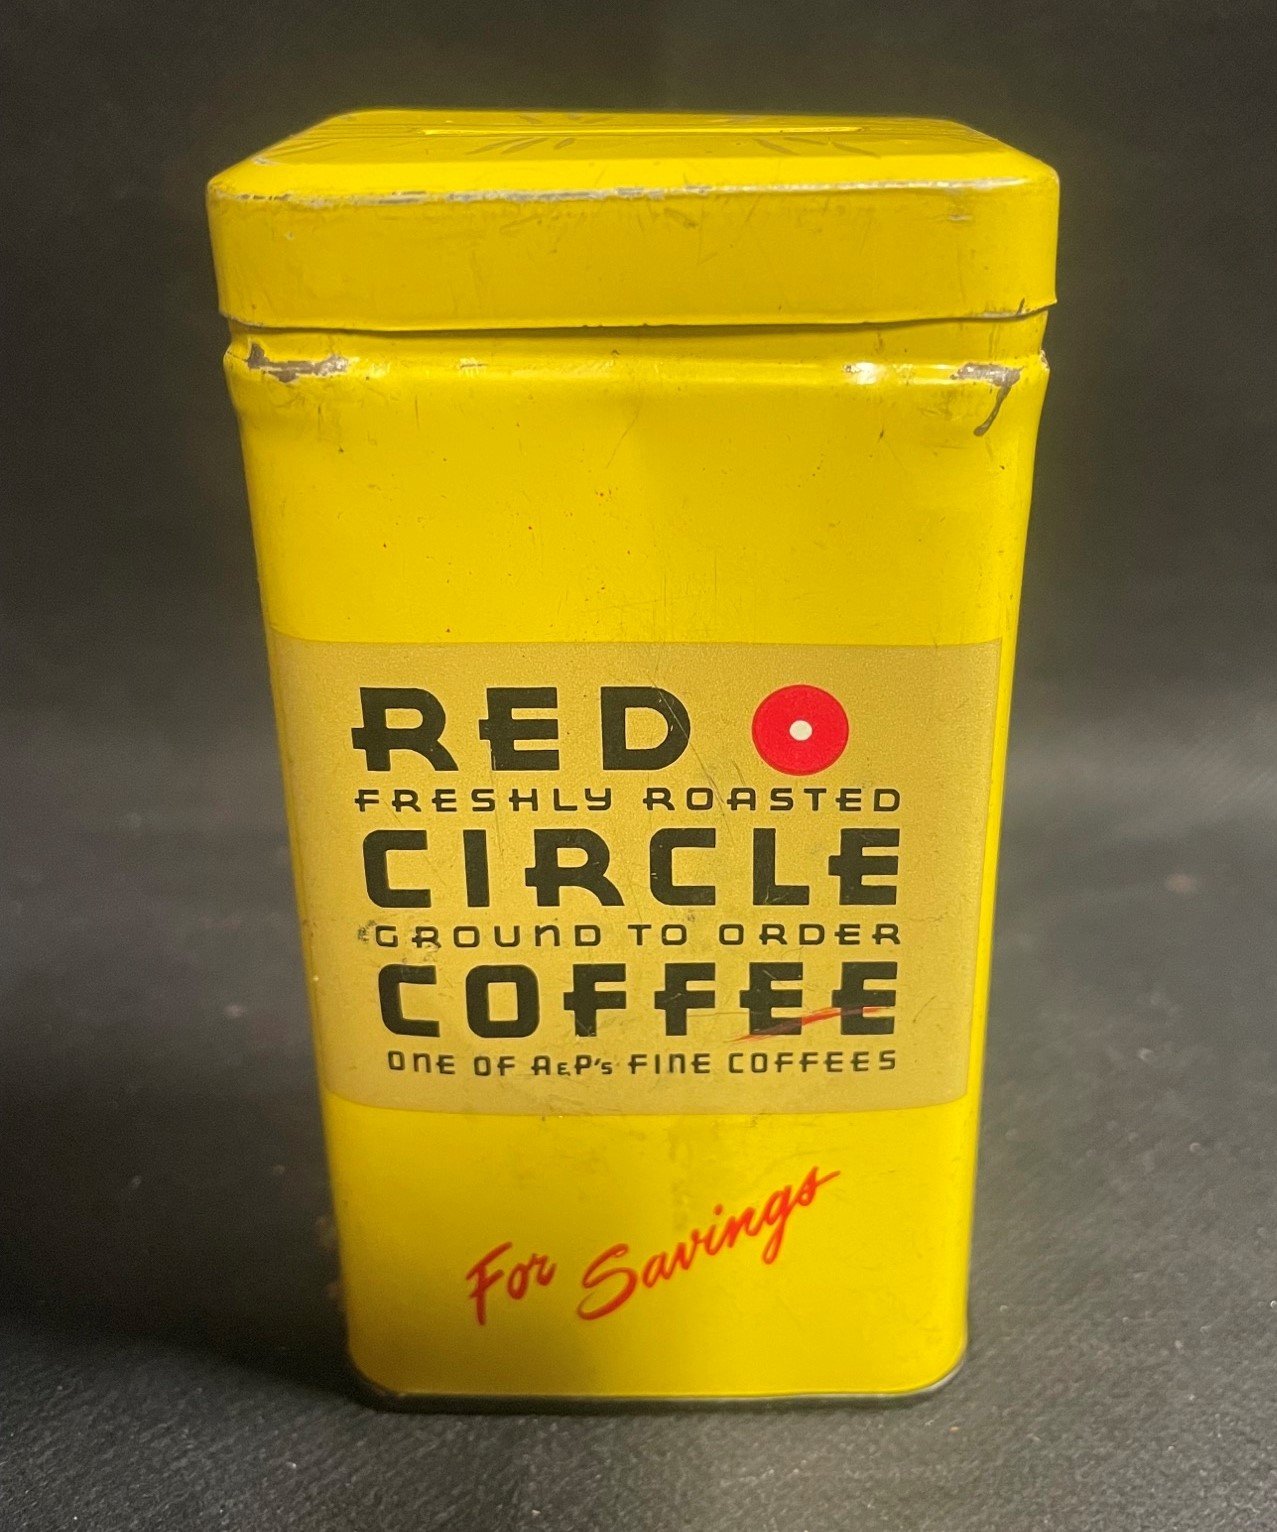 RED
FRESHLY ROASTED
CIRCLE
GROUND TO ORDER
COFFEE
ONE OF A&P's FINE COFFEES
For Savings